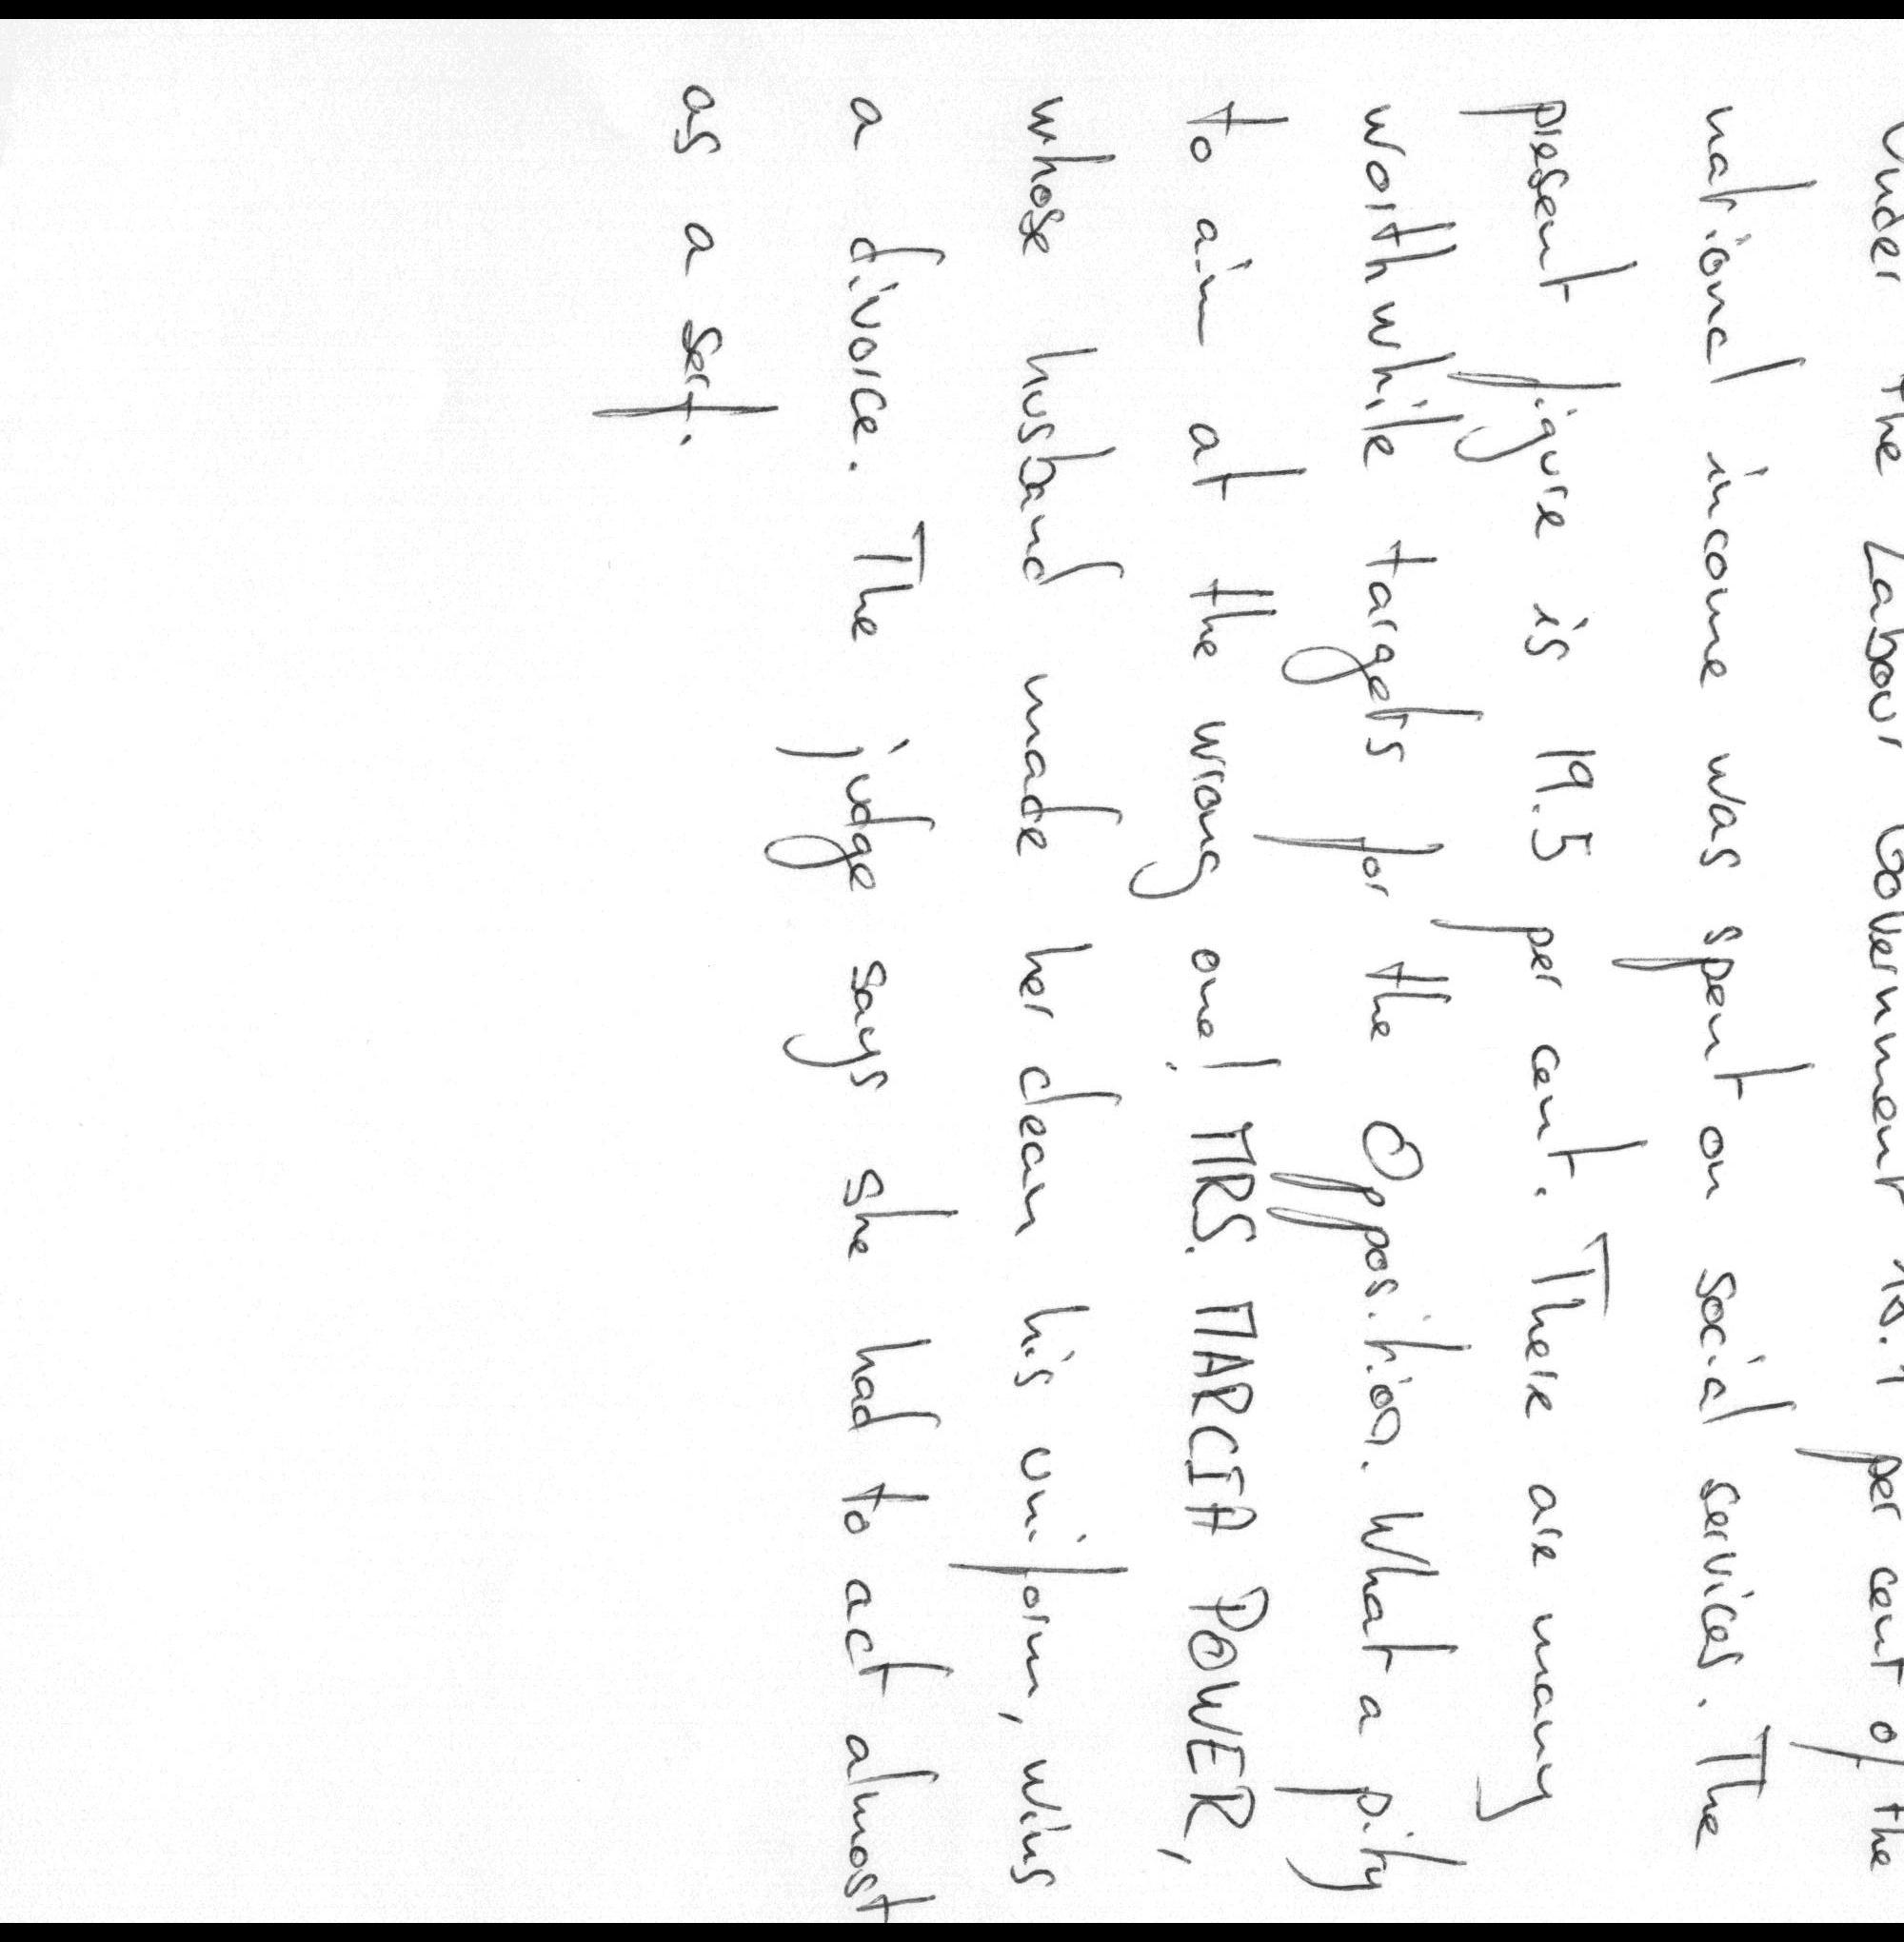 Under the Labour Government per cent of the
national income was spent on social services. The
present figure is 19.5 per cent. There are many
worthwhile targets for the Opposition. What a pity
to aim at the wrong one! MRS. MARCIA POWER,
whose husband made her clean his uniform, wins
a divorce. The judge says she had to act almost
as a serf.